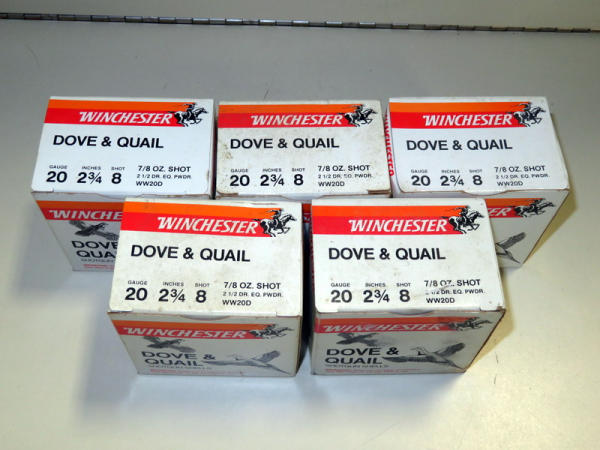 WINCHESTER
DOVE & QUAIL
GAUGE INCHES SHOT
20 2¾ 8
7/8 OZ. SHOT
2 1/2 DR. EQ. PWDR.
WW20D
WINCHESTER
DOVE & QUAIL
GAUGE INCHES SHOT
20 2¾ 8
7/8 OZ. SHOT
2 1/2 DR. EQ. PWDR.
WW20D
WINCHESTER
DOVE & QUAIL
GAUGE INCHES SHOT
20 2¾ 8
7/8 OZ. SHOT
2 1/2 DR. EQ. PWDR.
WW20D
DOVE
QUA
WINCHESTER
DOVE & QUAIL
GAUGE INCHES SHOT
20 2¾ 8
7/8 OZ. SHOT
2 1/2 DR. EQ. PWDR.
WW20D
WINCHESTER
DOVE &
QUAIL
SHOTGUN SHELLS
WINCHESTER
DOVE & QUAIL
GAUGE INCHES SHOT
20 2¾ 8
7/8 OZ. SHOT
2 1/2 DR. EQ. PWDR.
WW20D
WINCHESTER
DOVE &
QUAIL
SHOTGUN SHELLS